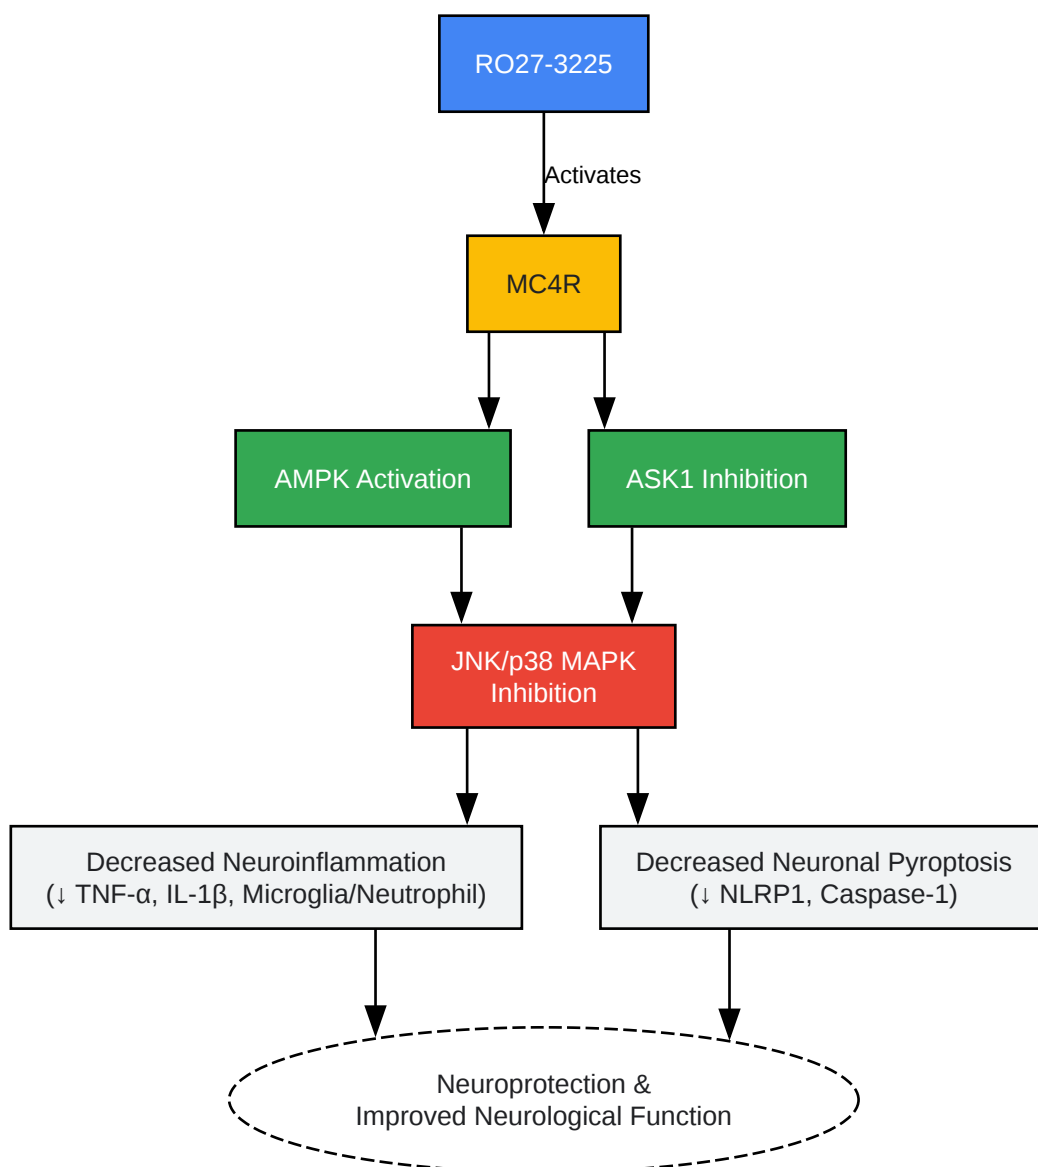 RO27-3225
Activates
MC4R
AMPK Activation
ASK1 Inhibition
JNK/p38 MAPK
Inhibition
Decreased Neuroinflammation
(↓ TNF-α, IL-1β, Microglia/Neutrophil)
Decreased Neuronal Pyroptosis
(↓ NLRP1, Caspase-1)
Neuroprotection &
Improved Neurological Function